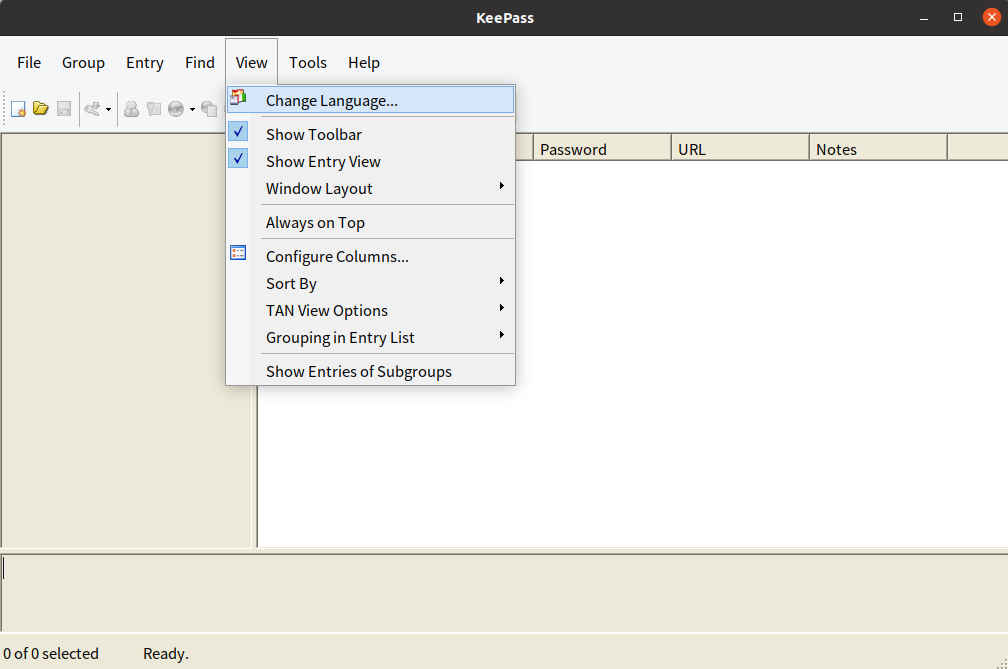 KeePass
File Group Entry Find View Tools Help
Change Language...
Show Toolbar
Show Entry View
Window Layout
Always on Top
Configure Columns...
Sort By
TAN View Options
Grouping in Entry List
Show Entries of Subgroups
Password URL Notes
0 of 0 selected Ready.